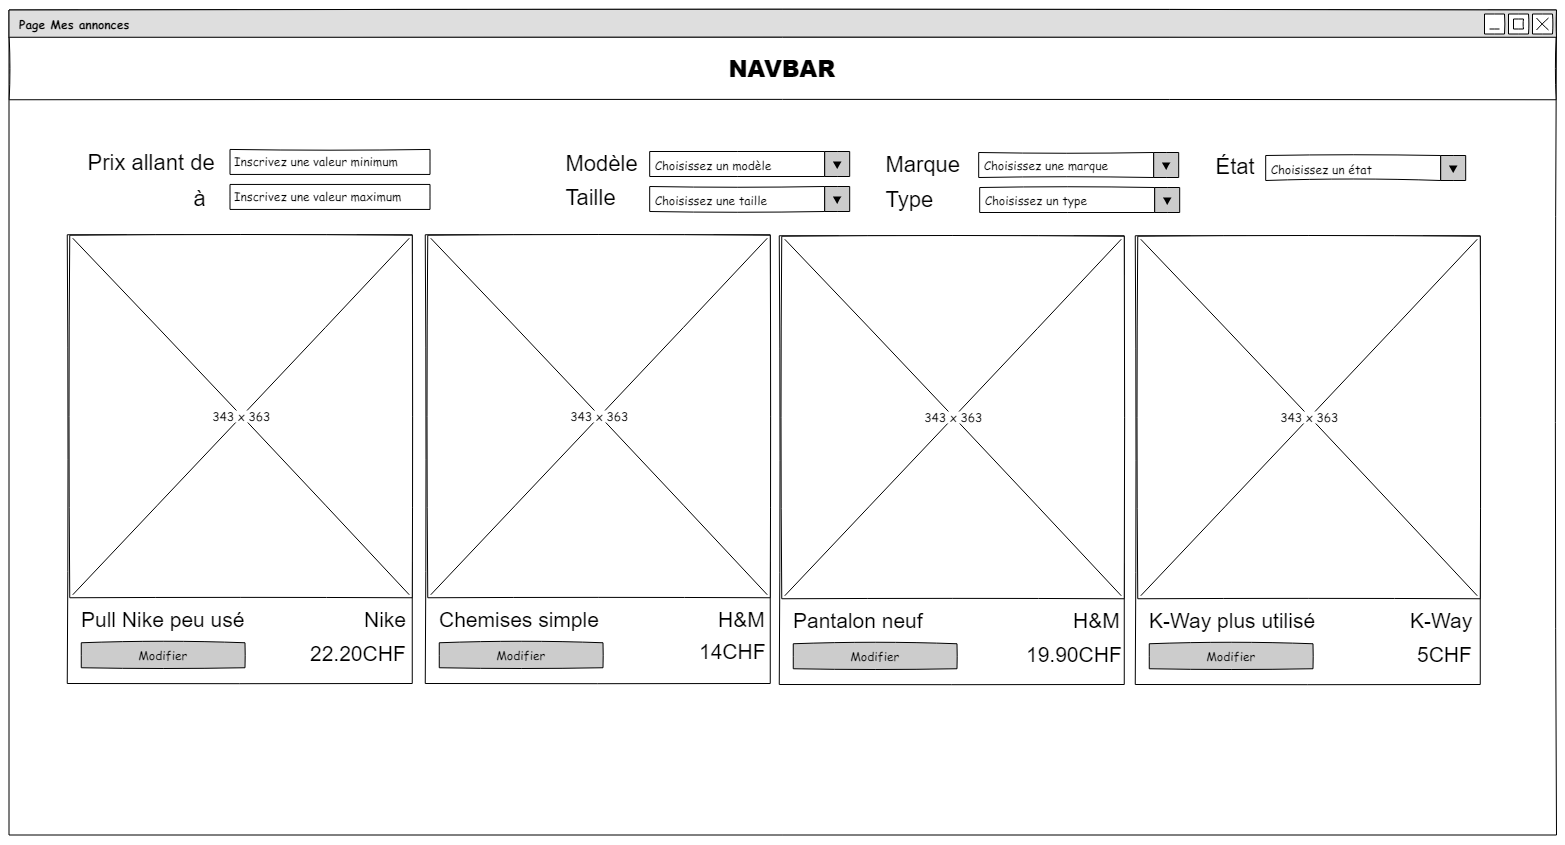 Page Mes annonces
NAVBAR
Prix allant de
Inscrivez une valeur minimum
à
Inscrivez une valeur maximum
Modèle
Choisissez un modèle
Taille
Choisissez une taille
Marque
Choisissez une marque
Type
Choisissez un type
État
Choisissez un état
343 x 363
Pull Nike peu usé
Nike
Modifier
22.20CHF
343 x 363
Chemises simple
H&M
Modifier
14CHF
343 x 363
Pantalon neuf
H&M
Modifier
19.90CHF
343 x 363
K-Way plus utilisé
K-Way
Modifier
5CHF